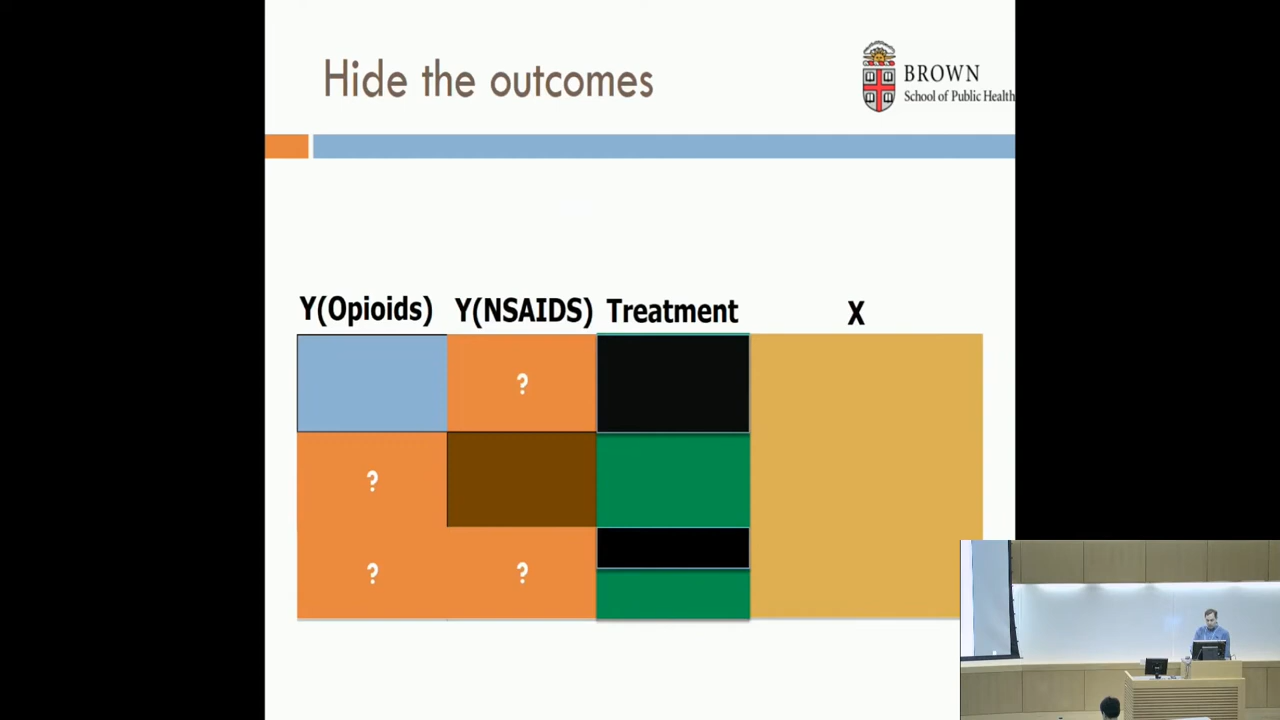 Hide the outcomes
BROWN
School of Public Health
Y(Opioids) Y(NSAIDS) Treatment X
?
?
? ?